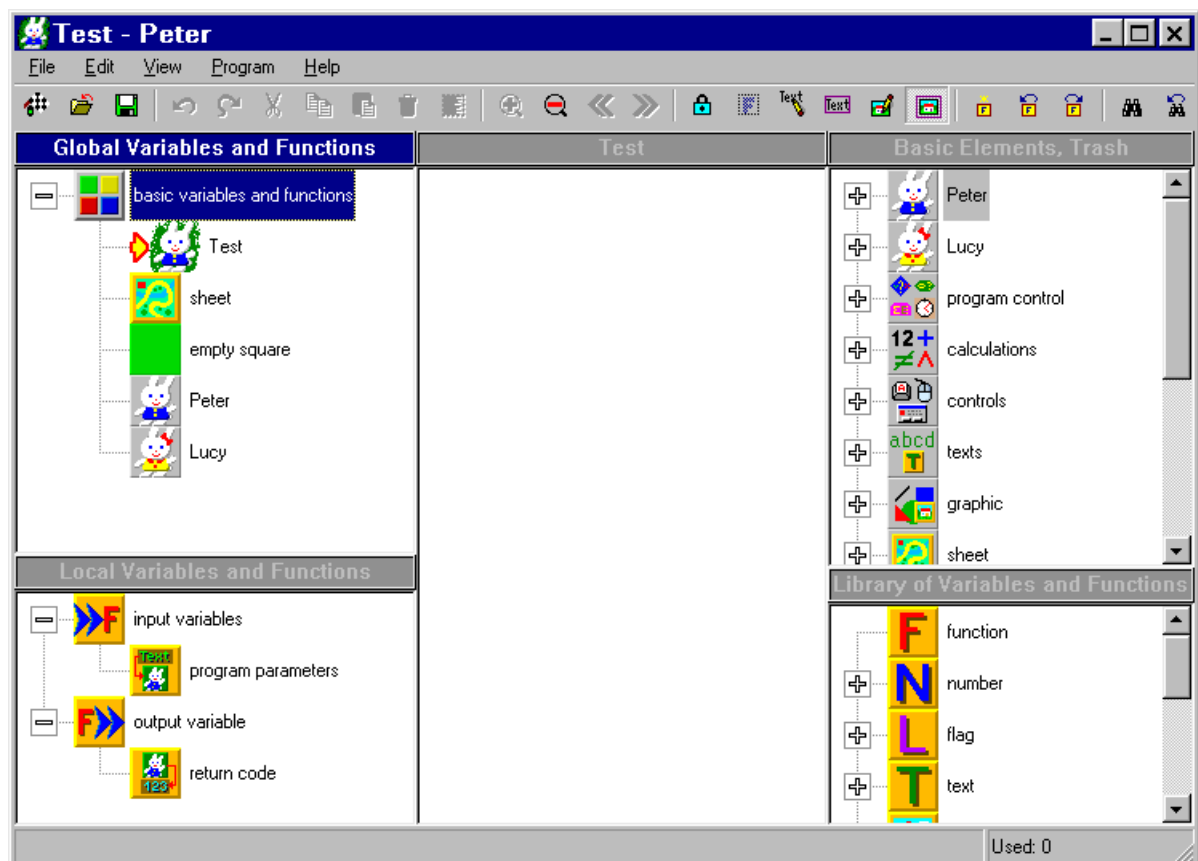 Test - Peter
File Edit View Program Help
Text Text
Global Variables and Functions
basic variables and functions
Test
sheet
empty square
Peter
Lucy
Local Variables and Functions
input variables
Text
program parameters
output variable
123
return code
Test
Basic Elements, Trash
Peter
Lucy
program control
12+
calculations
controls
abcd
T
texts
graphic
sheet
Library of Variables and Functions
F
function
N
number
L
flag
T
text
Used: 0